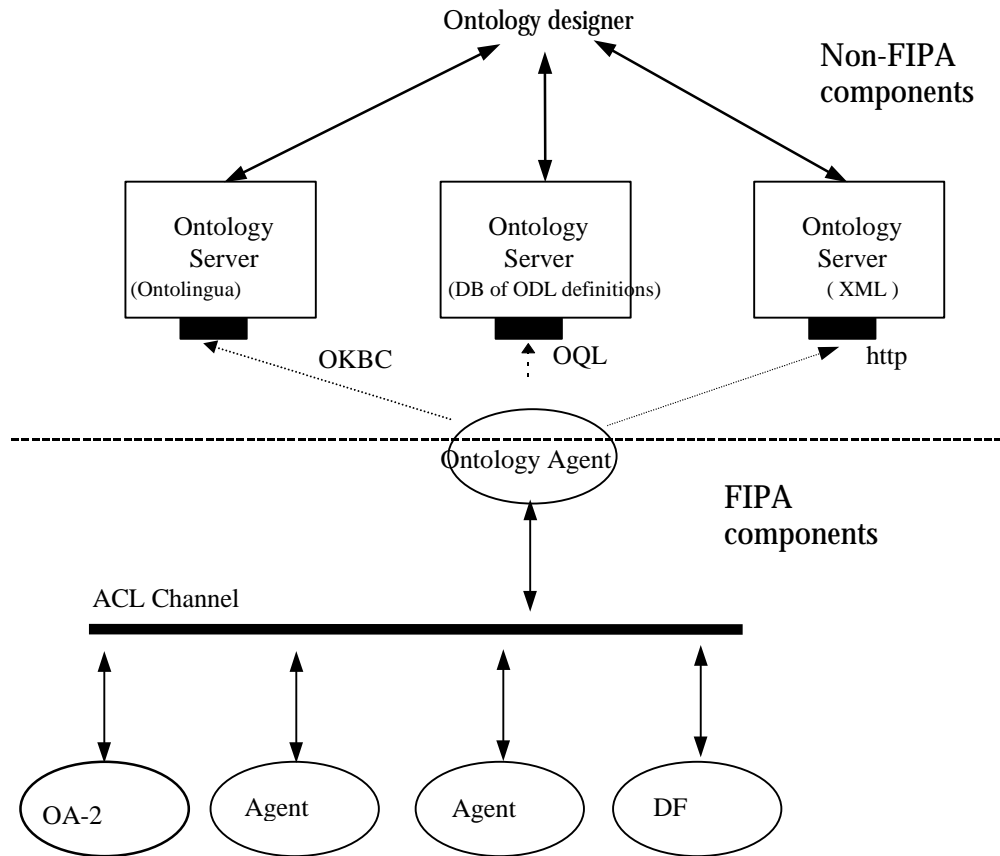 Ontology designer
Non-FIPA
components
Ontology
Server
(Ontolingua)
Ontology
Server
(DB of ODL definitions)
Ontology
Server
( XML )
OKBC
OQL
http
Ontology Agent
FIPA
components
ACL Channel
OA-2
Agent
Agent
DF